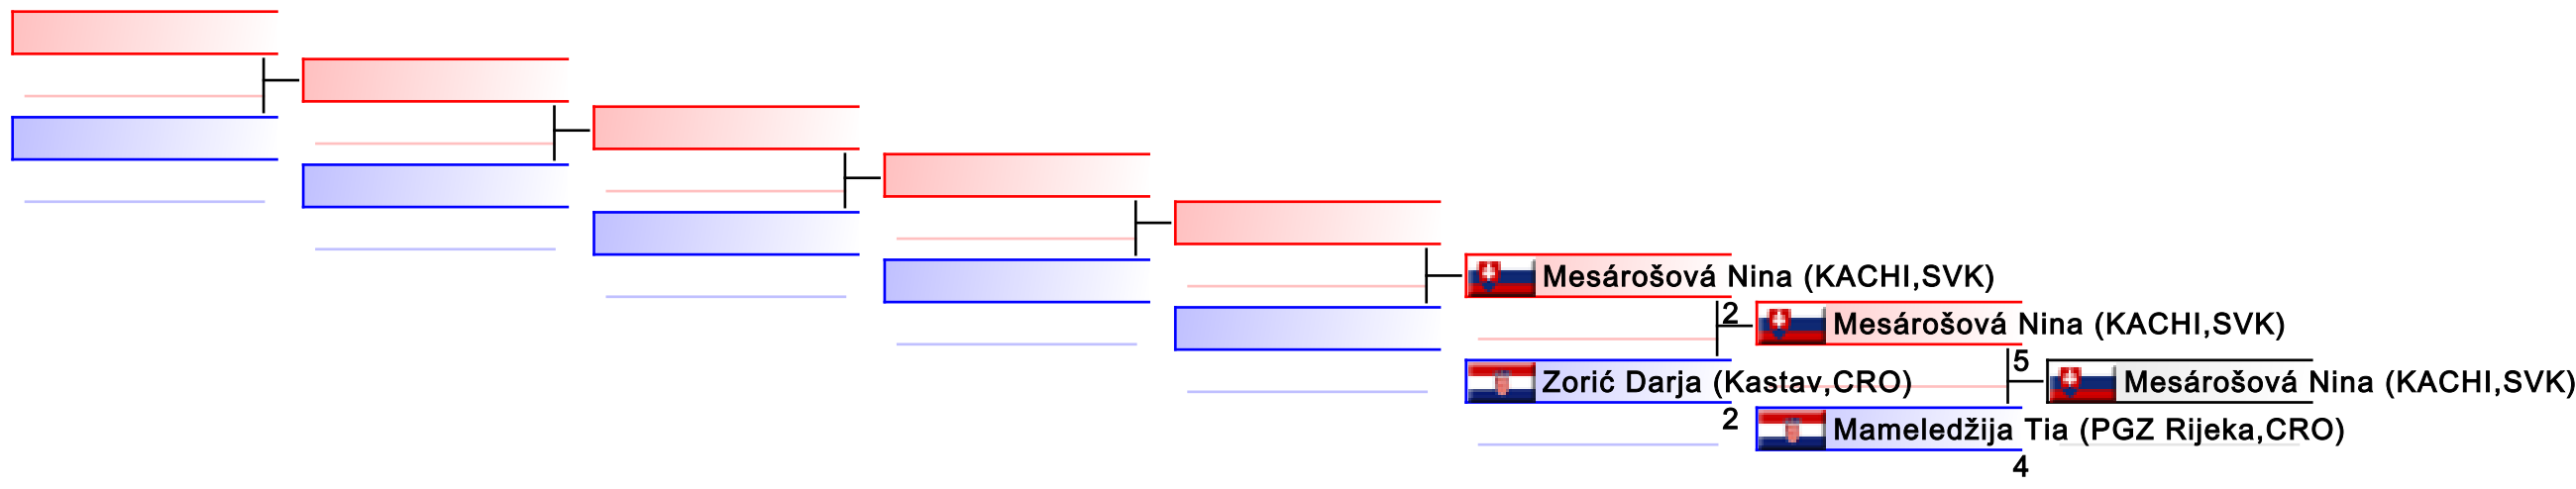 Mesárošová Nina (KACHI,SVK)
2
Mesárošová Nina (KACHI,SVK)
Zorić Darja (Kastav,CRO)
5
Mesárošová Nina (KACHI,SVK)
2
Mameledžija Tia (PGZ Rijeka,CRO)
4